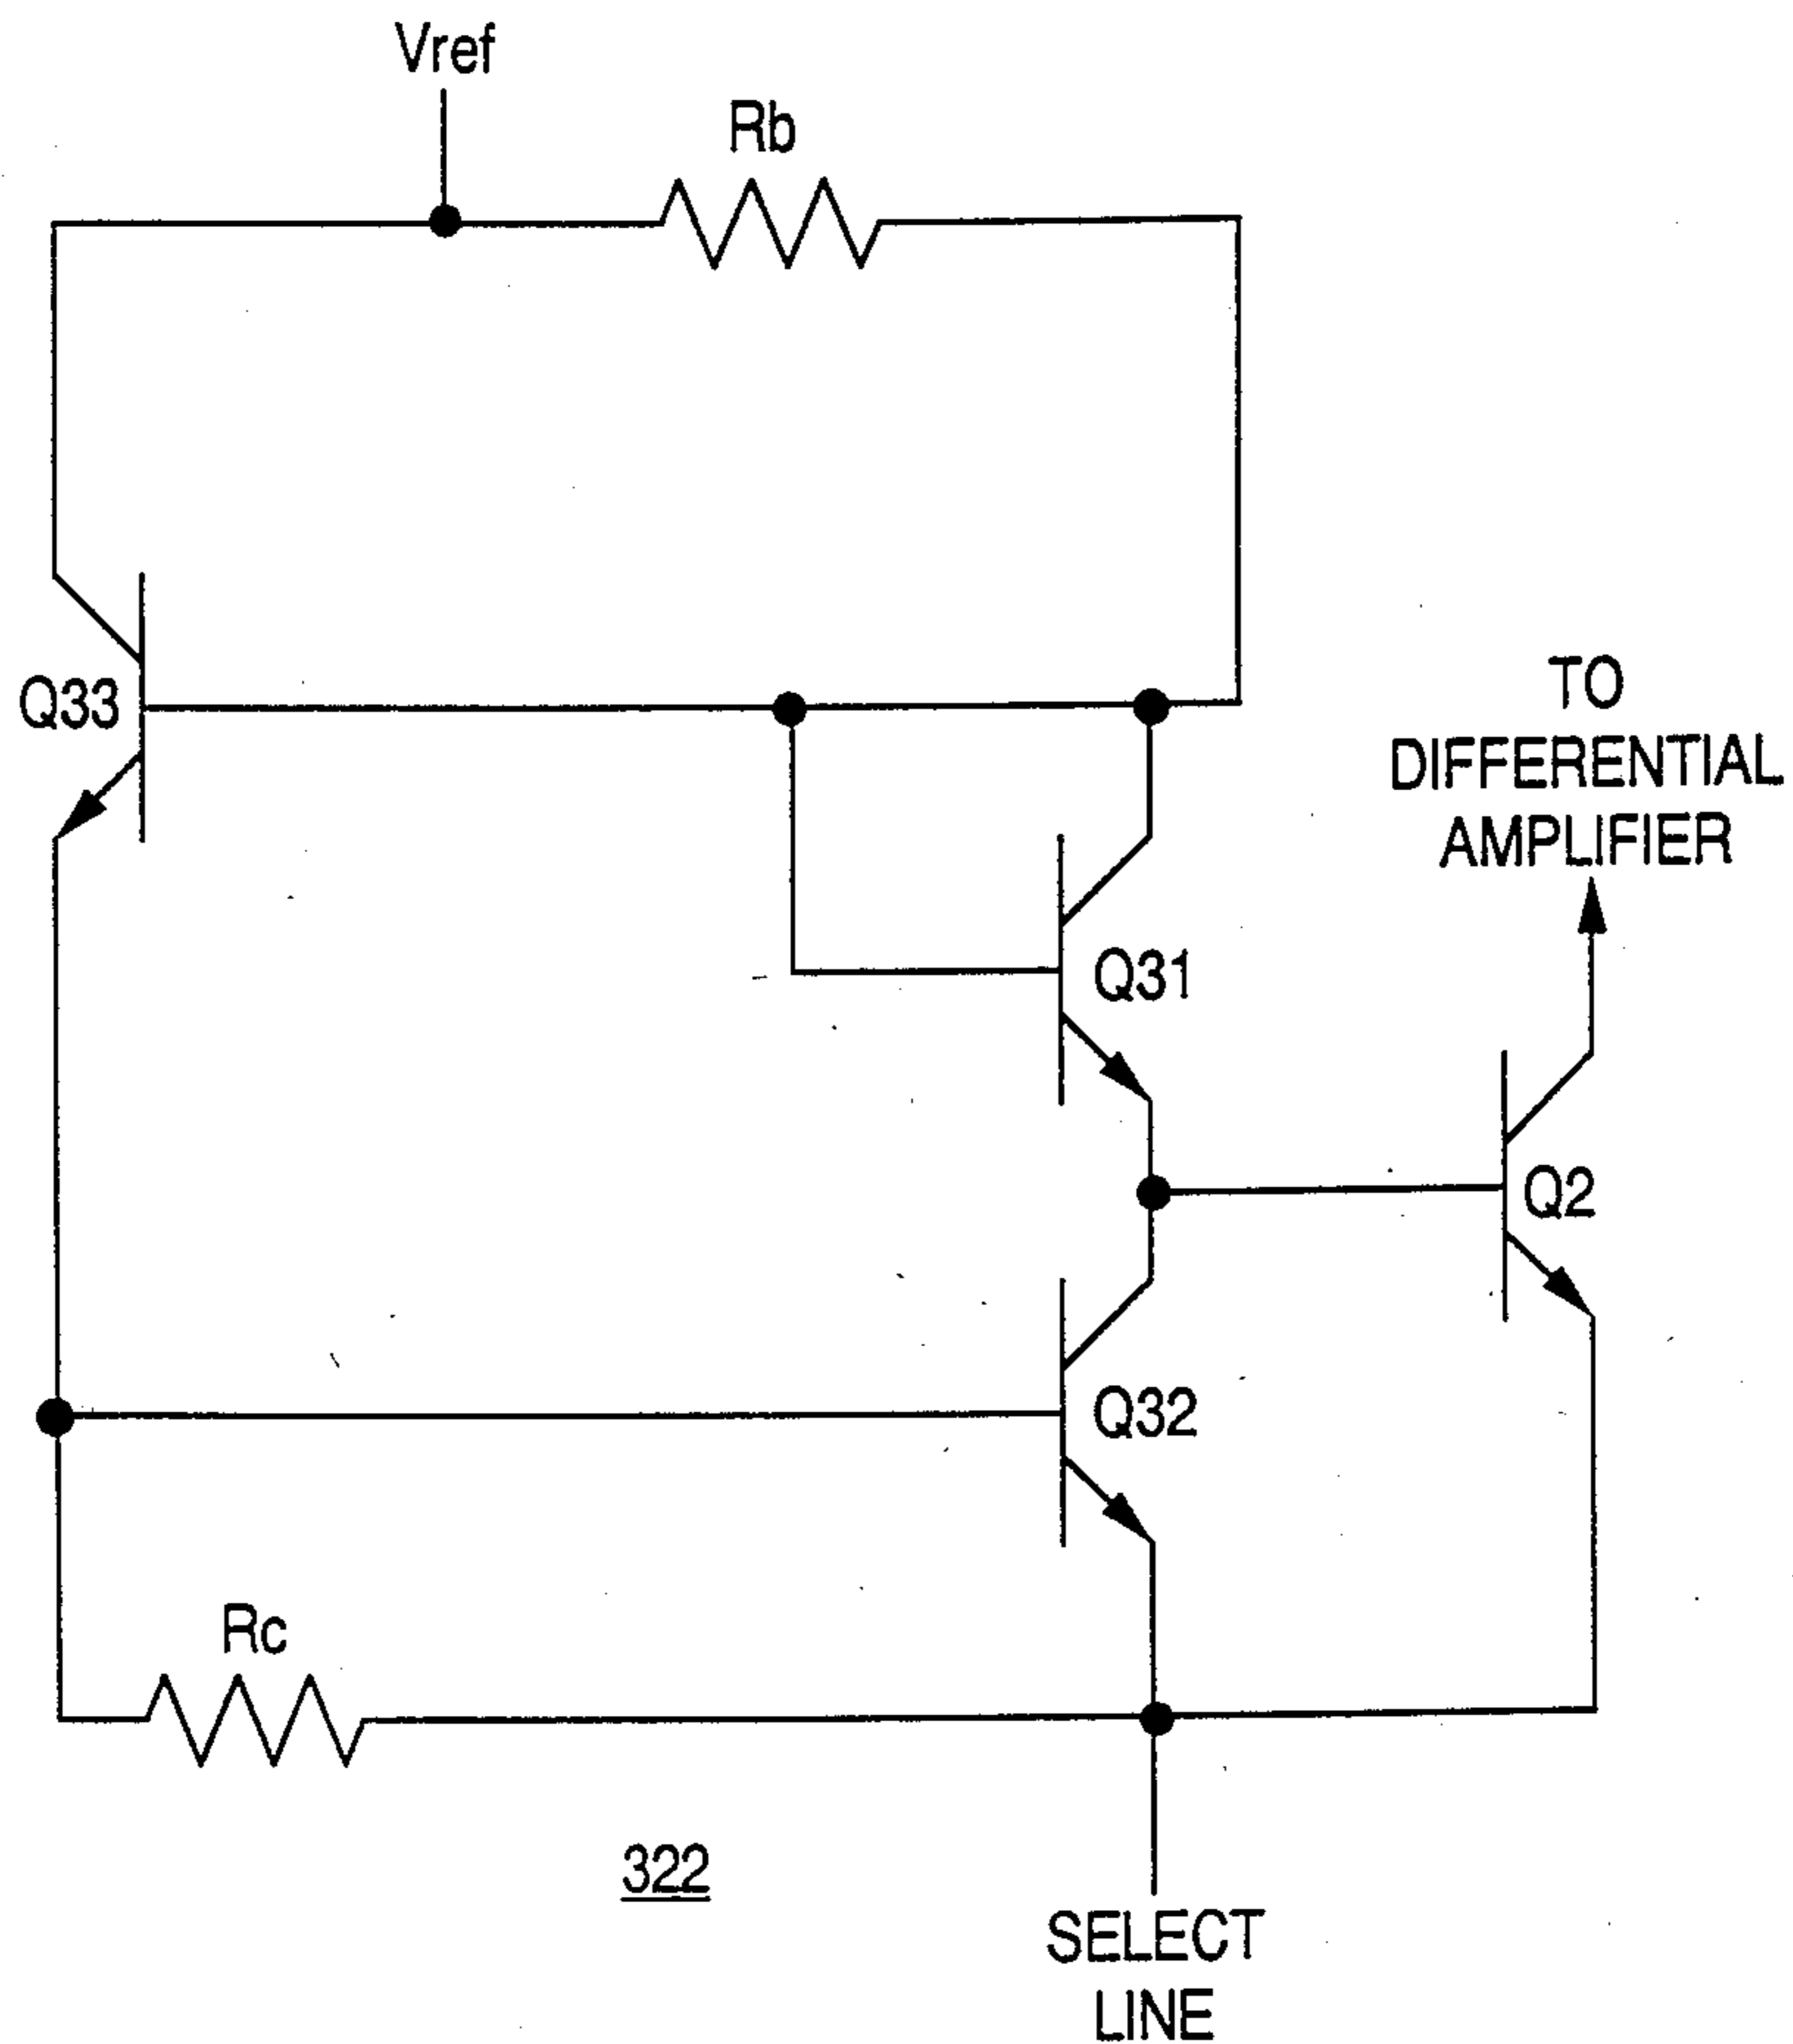 Vref
Rb
Q33
TO
DIFFERENTIAL
AMPLIFIER
Q31
Q2
Q32
Rc
322
SELECT
LINE